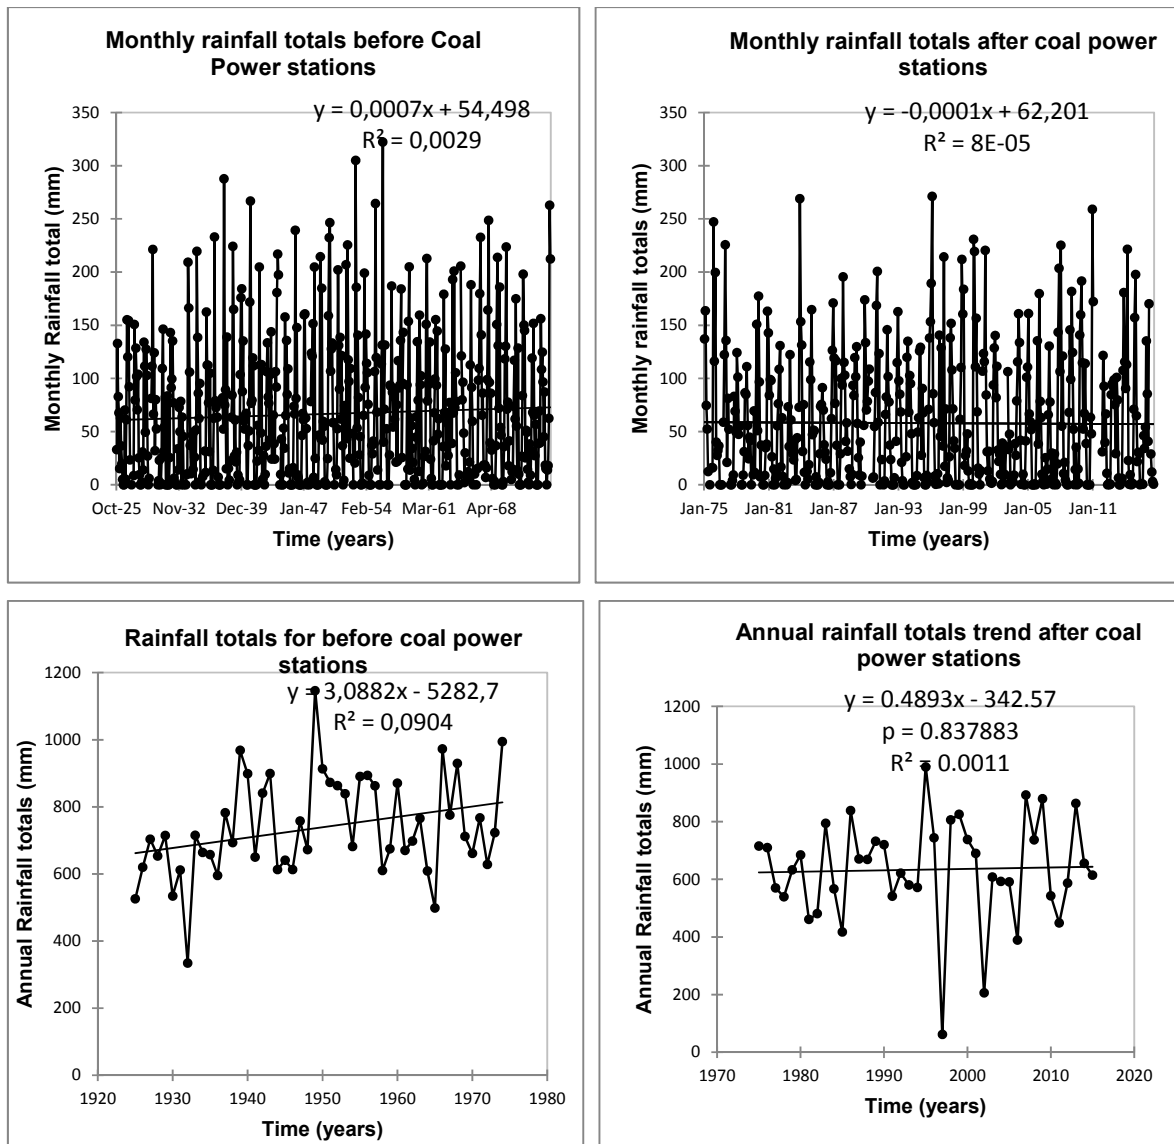 Monthly rainfall totals before Coal
Power stations
y = 0,0007x + 54,498
R² = 0,0029
Monthly Rainfall total (mm)
350
300
250
200
150
100
50
0
Oct-25 Nov-32 Dec-39 Jan-47 Feb-54 Mar-61 Apr-68
Time (years)
Monthly rainfall totals after coal power
stations
y = -0,0001x + 62,201
R² = 8E-05
Monthly rainfall totals (mm)
350
300
250
200
150
100
50
0
Jan-75 Jan-81 Jan-87 Jan-93 Jan-99 Jan-05 Jan-11
Time (years)
Rainfall totals for before coal power
stations
y = 3,0882x - 5282,7
R² = 0,0904
Annual Rainfall totals (mm)
1200
1000
800
600
400
200
0
1920 1930 1940 1950 1960 1970 1980
Time (years)
Annual rainfall totals trend after coal
power stations
y = 0.4893x - 342.57
p = 0.837883
R² = 0.0011
Annual Rainfall totals (mm)
1200
1000
800
600
400
200
0
1970 1980 1990 2000 2010 2020
Time (years)